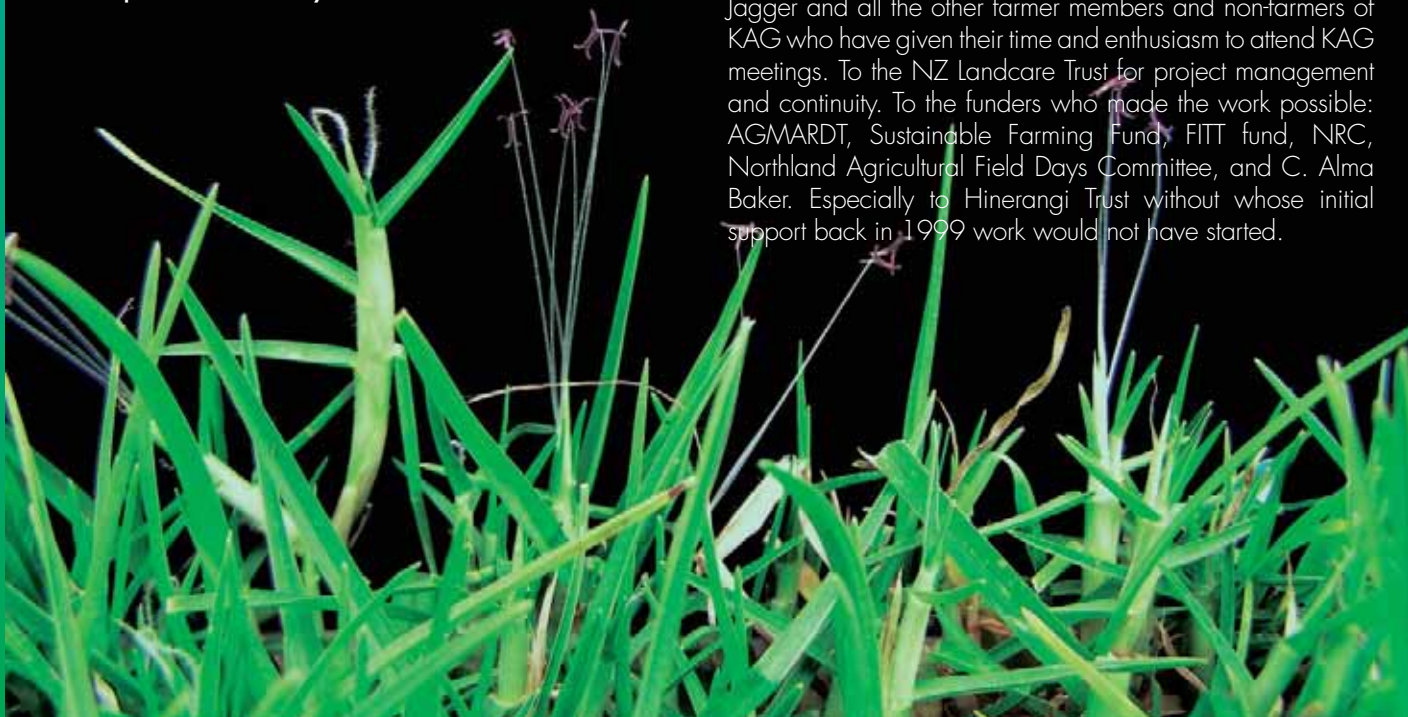 Jagger and all the other farmer members and non-farmers of
KAG who have given their time and enthusiasm to attend KAG
meetings. To the NZ Landcare Trust for project management
and continuity. To the funders who made the work possible:
AGMARDT, Sustainable Farming Fund, FITT fund, NRC,
Northland Agricultural Field Days Committee, and C. Alma
Baker. Especially to Hinerangi Trust without whose initial
support back in 1999 work would not have started.